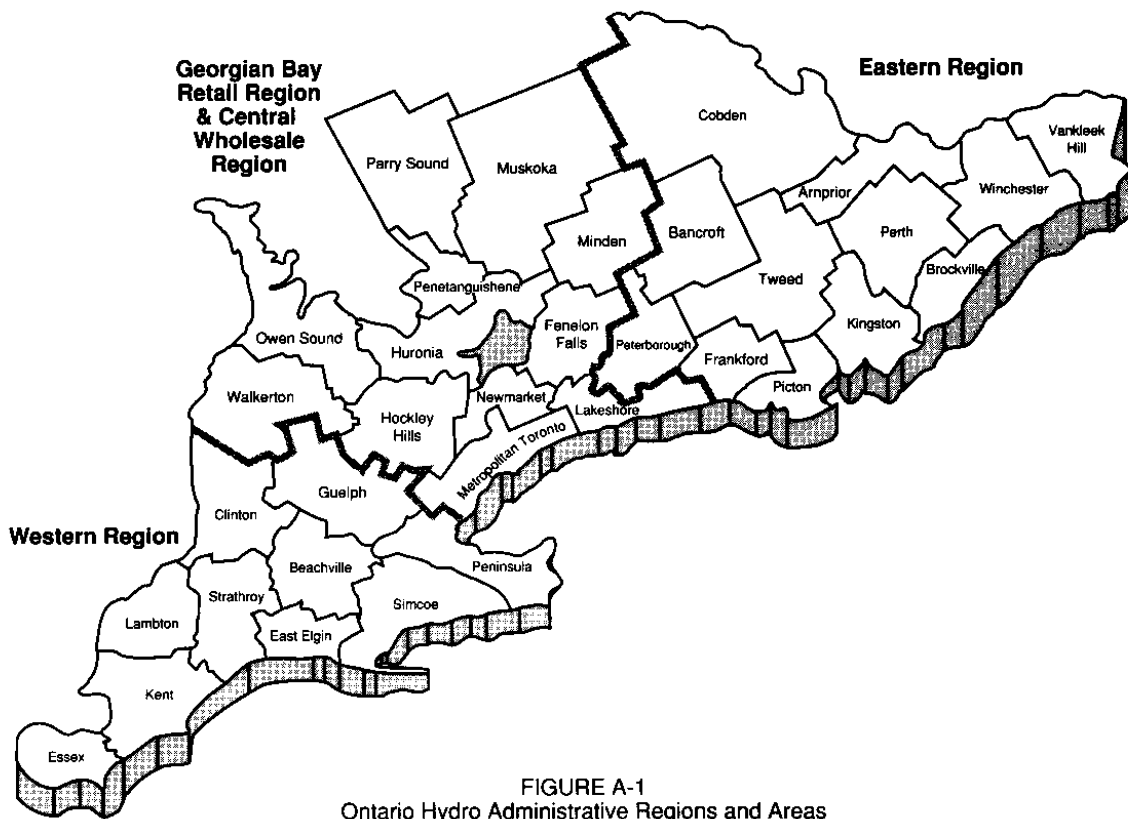 Georgian Bay
Retail Region
& Central
Wholesale
Region
Eastern Region
Western Region
Parry Sound
Muskoka
Cobden
Vankleek
Hill
Arnprior
Winchester
Minden
Bancroft
Perth
Brockville
Penetanguishene
Tweed
Owen Sound
Huronia
Fenelon
Falls
Peterborough
Frankford
Kingston
Picton
Walkerton
Hockley
Hills
Newmarket
Lakeshore
Metropolitan Toronto
Clinton
Guelph
Beachville
Peninsula
Strathroy
Simcoe
Lambton
East Elgin
Kent
Essex
FIGURE A-1
Ontario Hydro Administrative Regions and Areas